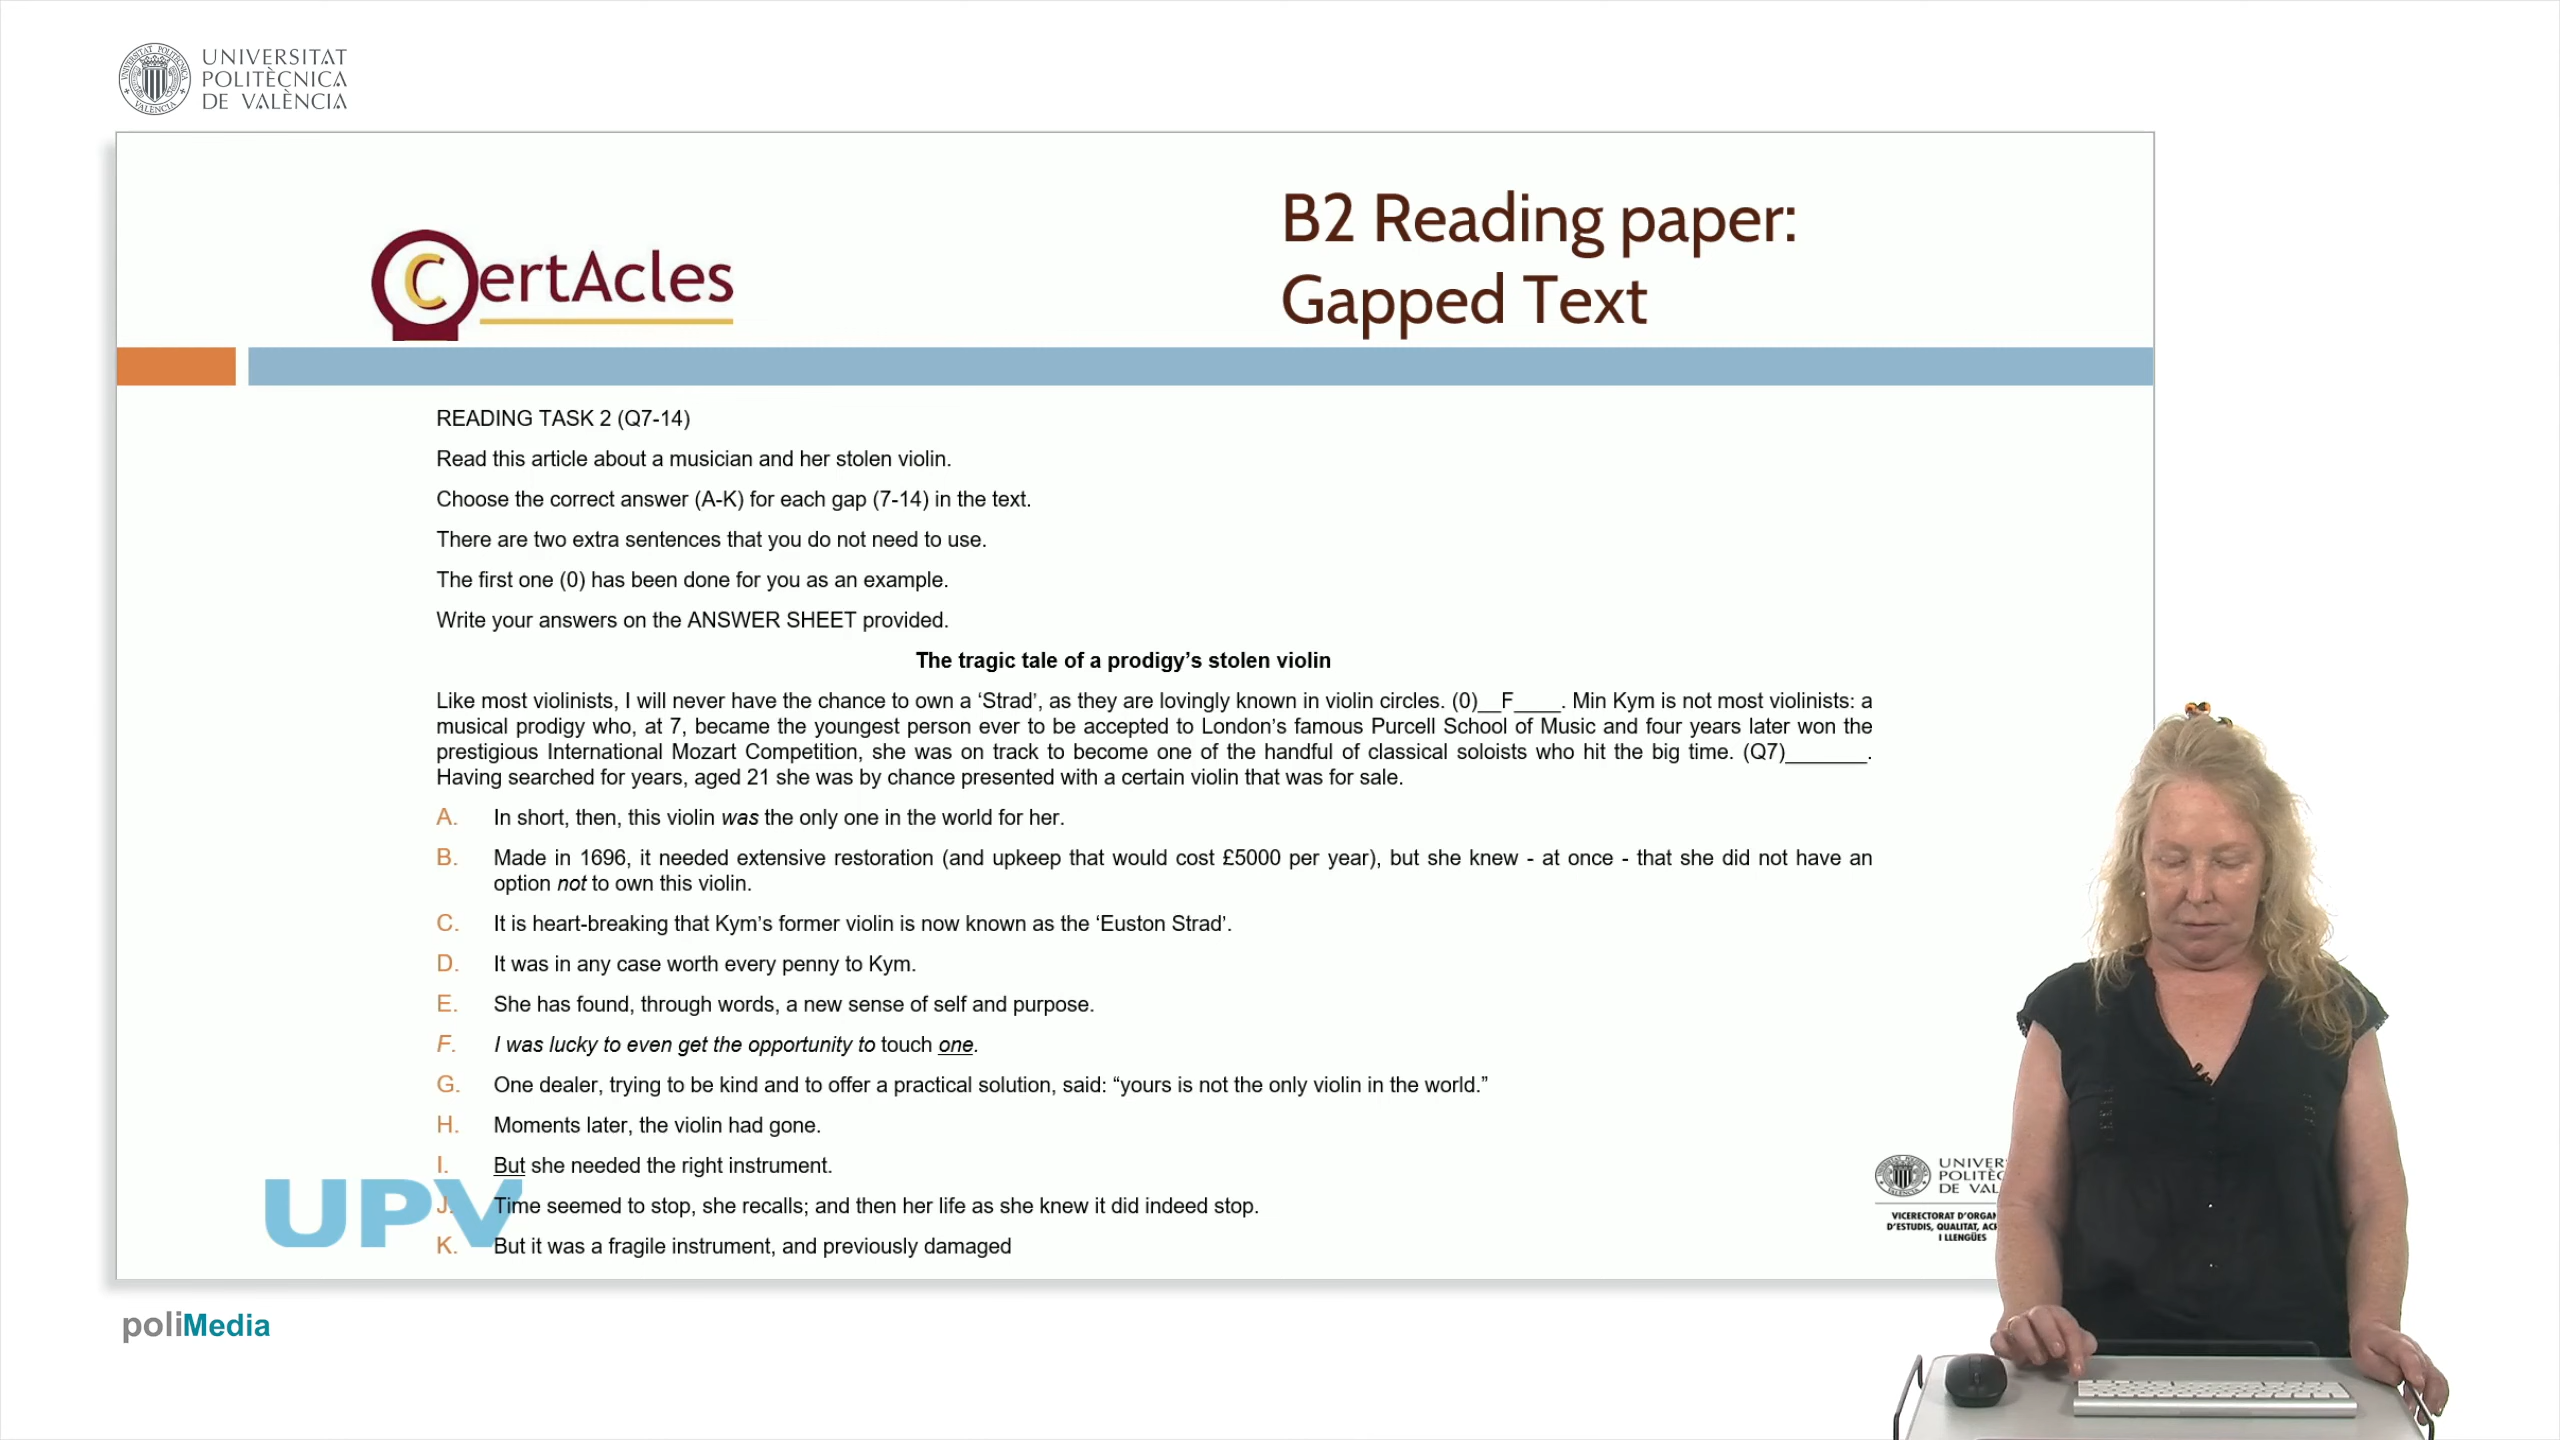 UNIVERSITAT
POLITÈCNICA
DE VALÈNCIA
CertAcles
B2 Reading paper:
Gapped Text
READING TASK 2 (Q7-14)
Read this article about a musician and her stolen violin.
Choose the correct answer (A-K) for each gap (7-14) in the text.
There are two extra sentences that you do not need to use.
The first one (0) has been done for you as an example.
Write your answers on the ANSWER SHEET provided.
The tragic tale of a prodigy’s stolen violin
Like most violinists, I will never have the chance to own a ‘Strad’, as they are lovingly known in violin circles. (0)__F____. Min Kym is not most violinists: a
musical prodigy who, at 7, became the youngest person ever to be accepted to London’s famous Purcell School of Music and four years later won the
prestigious International Mozart Competition, she was on track to become one of the handful of classical soloists who hit the big time. (Q7)_______.
Having searched for years, aged 21 she was by chance presented with a certain violin that was for sale.
A. In short, then, this violin was the only one in the world for her.
B. Made in 1696, it needed extensive restoration (and upkeep that would cost £5000 per year), but she knew - at once - that she did not have an
option not to own this violin.
C. It is heart-breaking that Kym’s former violin is now known as the ‘Euston Strad’.
D. It was in any case worth every penny to Kym.
E. She has found, through words, a new sense of self and purpose.
F. I was lucky to even get the opportunity to touch one.
G. One dealer, trying to be kind and to offer a practical solution, said: “yours is not the only violin in the world.”
H. Moments later, the violin had gone.
I. But she needed the right instrument.
J. Time seemed to stop, she recalls; and then her life as she knew it did indeed stop.
K. But it was a fragile instrument, and previously damaged
UPV
UNIVER
POLITÈC
DE VAL
VICERECTORAT D’ORGAN
D’ESTUDIS, QUALITAT, ACR
I LLENGÜES
poliMedia